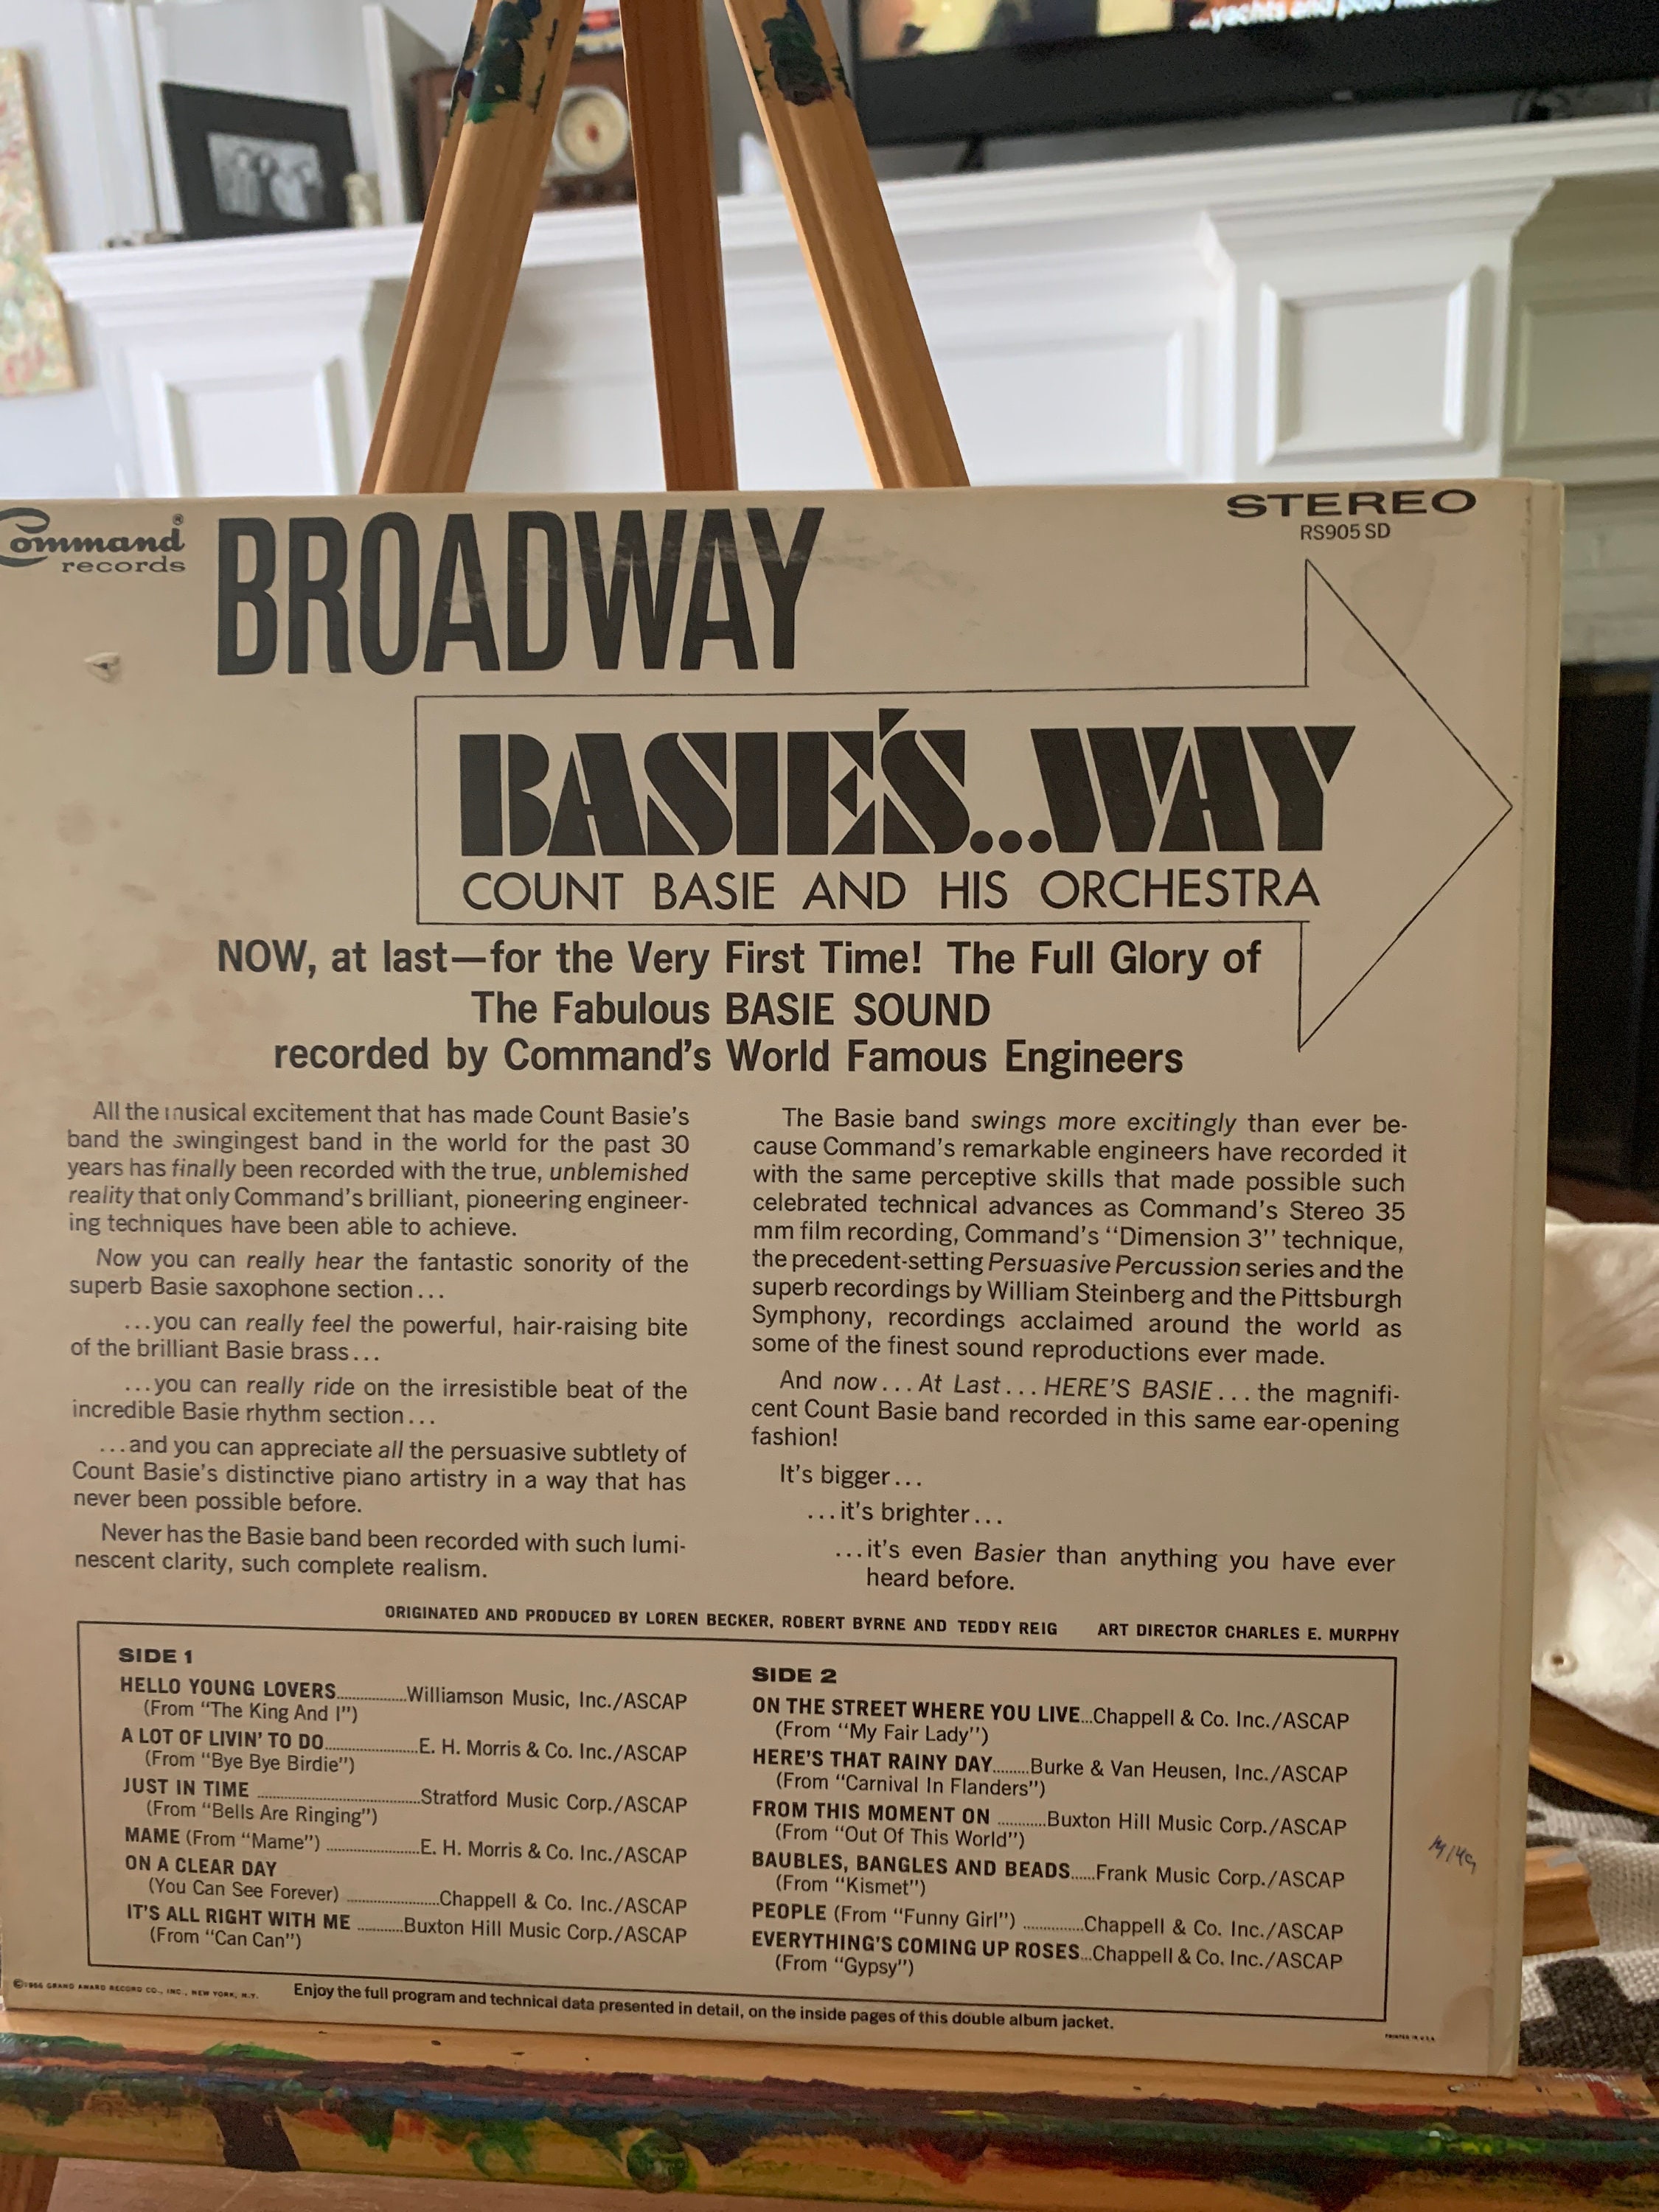 ...yachts and polo
Command®
records
BROADWAY
STEREO
RS905 SD
BASIE'S...WAY
COUNT BASIE AND HIS ORCHESTRA
NOW, at last—for the Very First Time! The Full Glory of
The Fabulous BASIE SOUND
recorded by Command's World Famous Engineers
All the musical excitement that has made Count Basie's
band the swingingest band in the world for the past 30
years has finally been recorded with the true, unblemished
reality that only Command's brilliant, pioneering engineer-
ing techniques have been able to achieve.
Now you can really hear the fantastic sonority of the
superb Basie saxophone section...
...you can really feel the powerful, hair-raising bite
of the brilliant Basie brass...
...you can really ride on the irresistible beat of the
incredible Basie rhythm section...
...and you can appreciate all the persuasive subtlety of
Count Basie's distinctive piano artistry in a way that has
never been possible before.
Never has the Basie band been recorded with such lumi-
nescent clarity, such complete realism.
The Basie band swings more excitingly than ever be-
cause Command's remarkable engineers have recorded it
with the same perceptive skills that made possible such
celebrated technical advances as Command's Stereo 35
mm film recording, Command's "Dimension 3" technique,
the precedent-setting Persuasive Percussion series and the
superb recordings by William Steinberg and the Pittsburgh
Symphony, recordings acclaimed around the world as
some of the finest sound reproductions ever made.
And now... At Last... HERE'S BASIE... the magnifi-
cent Count Basie band recorded in this same ear-opening
fashion!
It's bigger...
...it's brighter...
...it's even Basier than anything you have ever
heard before.
ORIGINATED AND PRODUCED BY LOREN BECKER, ROBERT BYRNE AND TEDDY REIG ART DIRECTOR CHARLES E. MURPHY
SIDE 1
HELLO YOUNG LOVERS................Williamson Music, Inc./ASCAP
(From "The King And I")
A LOT OF LIVIN' TO DO......................E. H. Morris & Co. Inc./ASCAP
(From "Bye Bye Birdie")
JUST IN TIME ......................................Stratford Music Corp./ASCAP
(From "Bells Are Ringing")
MAME (From "Mame") ......................E. H. Morris & Co. Inc./ASCAP
ON A CLEAR DAY
(You Can See Forever) ......................Chappell & Co. Inc./ASCAP
IT'S ALL RIGHT WITH ME ...........Buxton Hill Music Corp./ASCAP
(From "Can Can")
SIDE 2
ON THE STREET WHERE YOU LIVE...Chappell & Co. Inc./ASCAP
(From "My Fair Lady")
HERE'S THAT RAINY DAY.........Burke & Van Heusen, Inc./ASCAP
(From "Carnival In Flanders")
FROM THIS MOMENT ON ...........Buxton Hill Music Corp./ASCAP
(From "Out Of This World")
BAUBLES, BANGLES AND BEADS......Frank Music Corp./ASCAP
(From "Kismet")
PEOPLE (From "Funny Girl") ..............Chappell & Co. Inc./ASCAP
EVERYTHING'S COMING UP ROSES...Chappell & Co. Inc./ASCAP
(From "Gypsy")
©1966 GRAND AWARD RECORD CO., INC., NEW YORK, N.Y.
Enjoy the full program and technical data presented in detail, on the inside pages of this double album jacket.
PRINTED IN U.S.A.